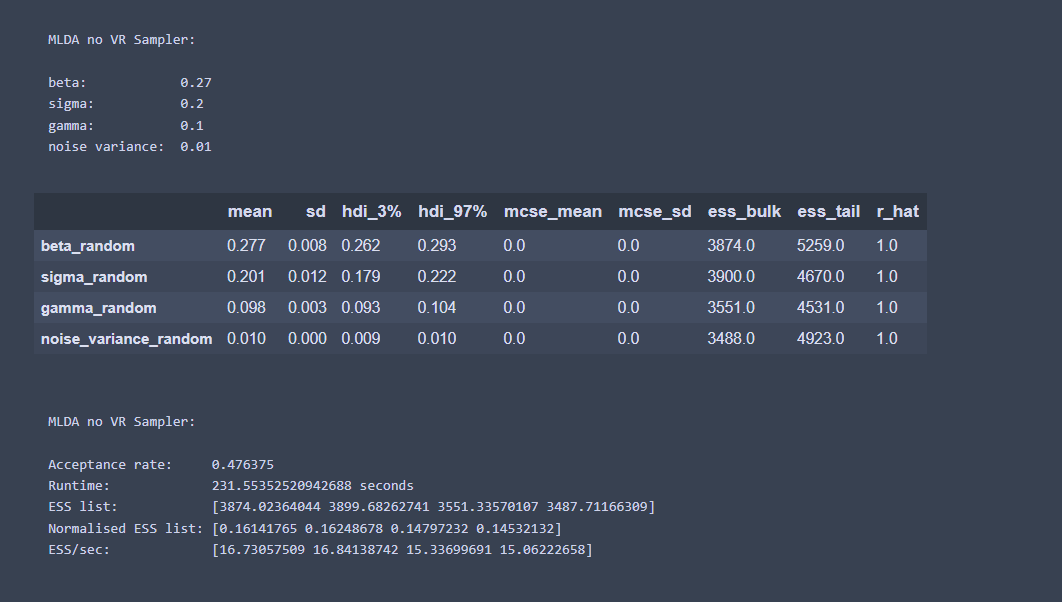 MLDA no VR Sampler:
beta: 0.27
sigma: 0.2
gamma: 0.1
noise variance: 0.01
mean sd hdi_3% hdi_97% mcse_mean mcse_sd ess_bulk ess_tail r_hat
beta_random 0.277 0.008 0.262 0.293 0.0 0.0 3874.0 5259.0 1.0
sigma_random 0.201 0.012 0.179 0.222 0.0 0.0 3900.0 4670.0 1.0
gamma_random 0.098 0.003 0.093 0.104 0.0 0.0 3551.0 4531.0 1.0
noise_variance_random 0.010 0.000 0.009 0.010 0.0 0.0 3488.0 4923.0 1.0
MLDA no VR Sampler:
Acceptance rate: 0.476375
Runtime: 231.55352520942688 seconds
ESS list: [3874.02364044 3899.68262741 3551.33570107 3487.71166309]
Normalised ESS list: [0.16141765 0.16248678 0.14797232 0.14532132]
ESS/sec: [16.73057509 16.84138742 15.33699691 15.06222658]